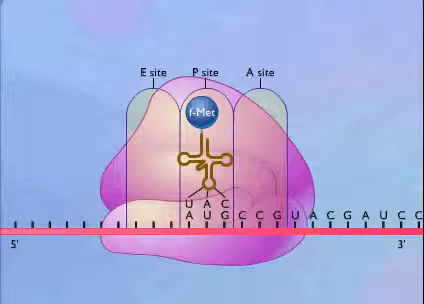 E site P site A site
f-Met
U A C
A U G C C G U A C G A U C C
5' 3'